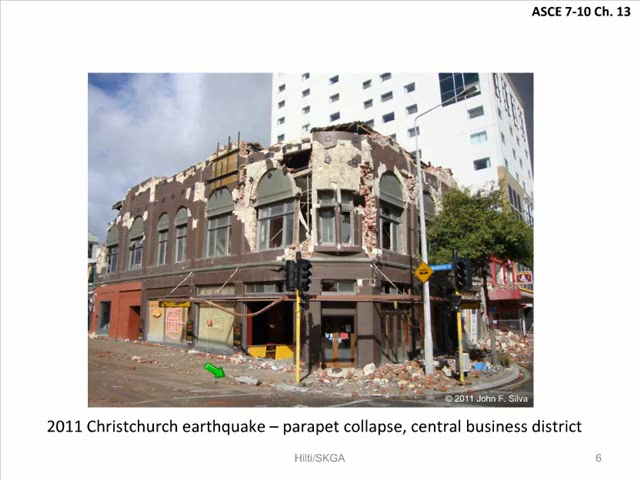 ASCE 7-10 Ch. 13
© 2011 John F. Silva
2011 Christchurch earthquake – parapet collapse, central business district
Hilti/SKGA
6